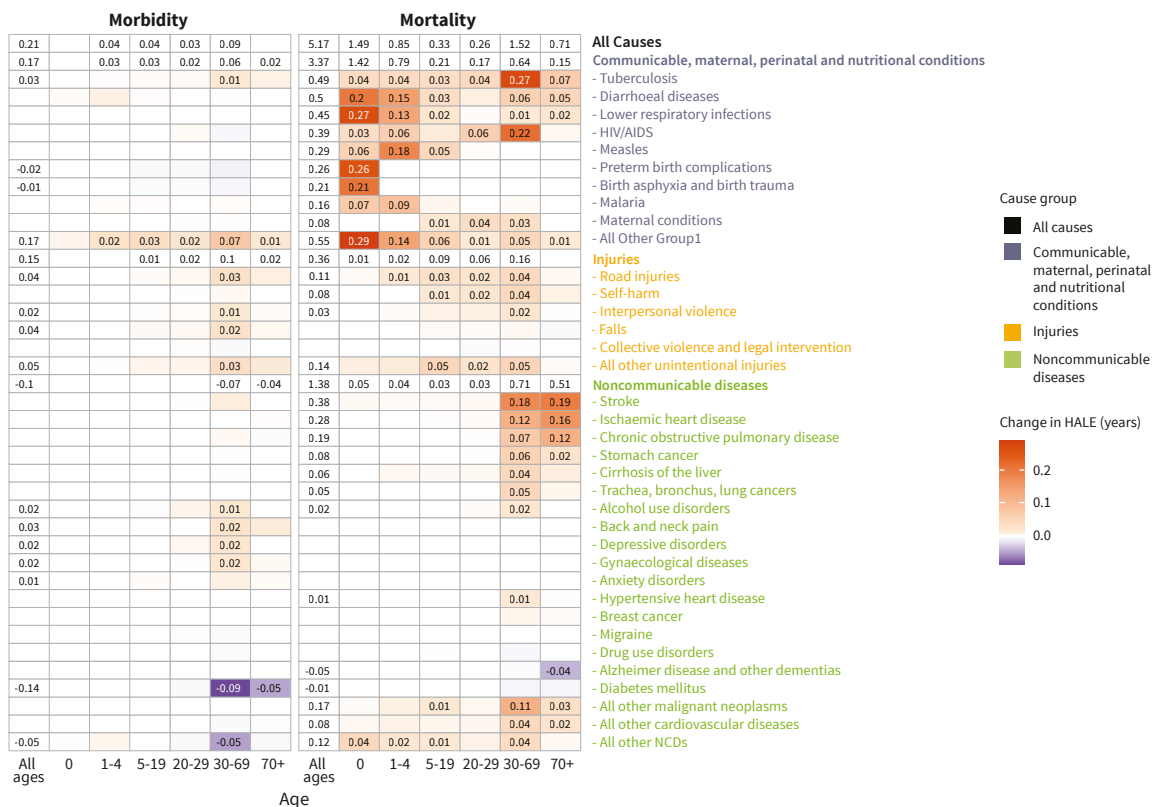 Morbidity Mortality
0.21 0.04 0.04 0.03 0.09 5.17 1.49 0.85 0.33 0.26 1.52 0.71 All Causes
0.17 0.03 0.03 0.02 0.06 0.02 3.37 1.42 0.79 0.21 0.17 0.64 0.15 Communicable, maternal, perinatal and nutritional conditions
0.03 0.01 0.49 0.04 0.04 0.03 0.04 0.27 0.07 - Tuberculosis
0.5 0.2 0.15 0.03 0.06 0.05 - Diarrhoeal diseases
0.45 0.27 0.13 0.02 0.01 0.02 - Lower respiratory infections
0.39 0.03 0.06 0.06 0.22 - HIV/AIDS
0.29 0.06 0.18 0.05 - Measles
-0.02 0.26 0.26 - Preterm birth complications
-0.01 0.21 0.21 - Birth asphyxia and birth trauma
0.16 0.07 0.09 - Malaria
0.08 0.01 0.04 0.03 - Maternal conditions
0.17 0.02 0.03 0.02 0.07 0.01 0.55 0.29 0.14 0.06 0.01 0.05 0.01 - All Other Group1
0.15 0.01 0.02 0.1 0.02 0.36 0.01 0.02 0.09 0.06 0.16 Injuries
0.04 0.03 0.11 0.01 0.03 0.02 0.04 - Road injuries
0.08 0.01 0.02 0.04 - Self-harm
0.02 0.01 0.03 0.02 - Interpersonal violence
0.04 0.02 - Falls
- Collective violence and legal intervention
0.05 0.03 0.14 0.05 0.02 0.05 - All other unintentional injuries
-0.1 -0.07 -0.04 1.38 0.05 0.04 0.03 0.03 0.71 0.51 Noncommunicable diseases
0.38 0.18 0.19 - Stroke
0.28 0.12 0.16 - Ischaemic heart disease
0.19 0.07 0.12 - Chronic obstructive pulmonary disease
0.08 0.06 0.02 - Stomach cancer
0.06 0.04 - Cirrhosis of the liver
0.05 0.05 - Trachea, bronchus, lung cancers
0.02 0.01 0.02 0.02 - Alcohol use disorders
0.03 0.02 - Back and neck pain
0.02 0.02 - Depressive disorders
0.02 0.02 - Gynaecological diseases
0.01 - Anxiety disorders
0.01 0.01 - Hypertensive heart disease
- Breast cancer
- Migraine
- Drug use disorders
-0.05 -0.04 - Alzheimer disease and other dementias
-0.14 -0.09 -0.05 -0.01 - Diabetes mellitus
0.17 0.01 0.11 0.03 - All other malignant neoplasms
0.08 0.04 0.02 - All other cardiovascular diseases
-0.05 -0.05 0.12 0.04 0.02 0.01 0.04 - All other NCDs
All ages 0 1-4 5-19 20-29 30-69 70+ All ages 0 1-4 5-19 20-29 30-69 70+
Age
Cause group
All causes
Communicable,
maternal, perinatal
and nutritional
conditions
Injuries
Noncommunicable
diseases
Change in HALE (years)
0.2
0.1
0.0